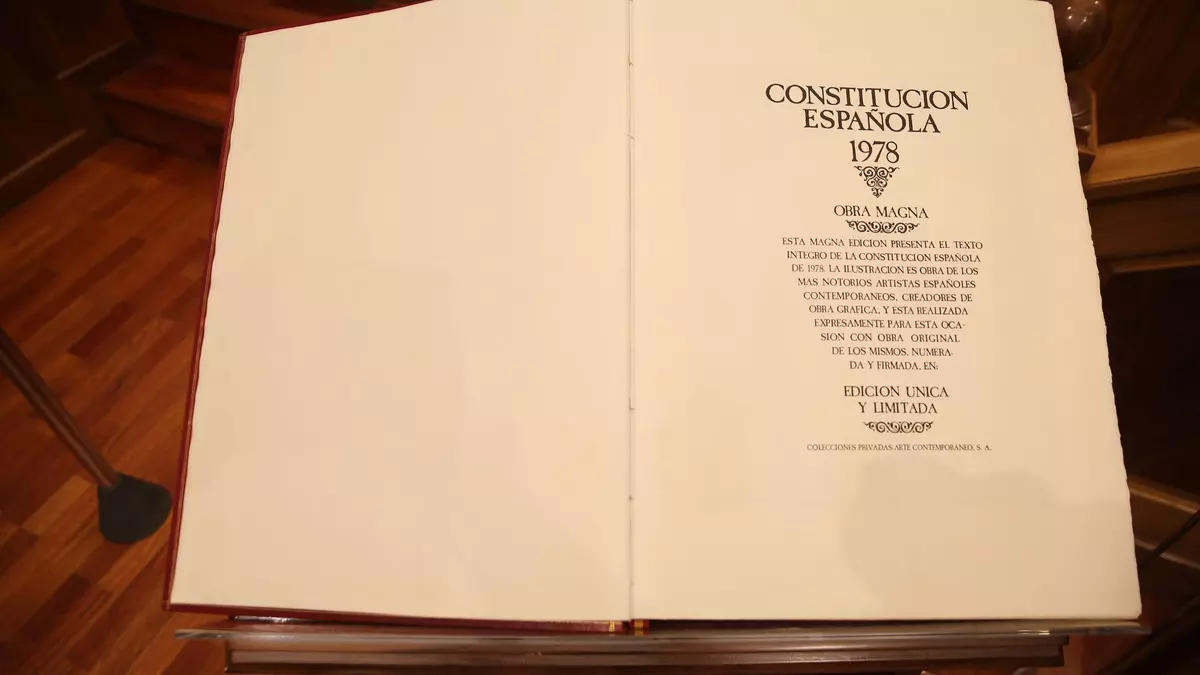 CONSTITUCION
ESPAÑOLA
1978
OBRA MAGNA
ESTA MAGNA EDICION PRESENTA EL TEXTO
INTEGRO DE LA CONSTITUCION ESPAÑOLA
DE 1978. LA ILUSTRACION ES OBRA DE LOS
MAS NOTORIOS ARTISTAS ESPAÑOLES
CONTEMPORANEOS, CREADORES DE
OBRA GRAFICA, Y ESTA REALIZADA
EXPRESAMENTE PARA ESTA OCA-
SION CON OBRA ORIGINAL
DE LOS MISMOS, NUMERA-
DA Y FIRMADA, EN:
EDICION UNICA
Y LIMITADA
COLECCIONES PRIVADAS-ARTE CONTEMPORANEO, S. A.